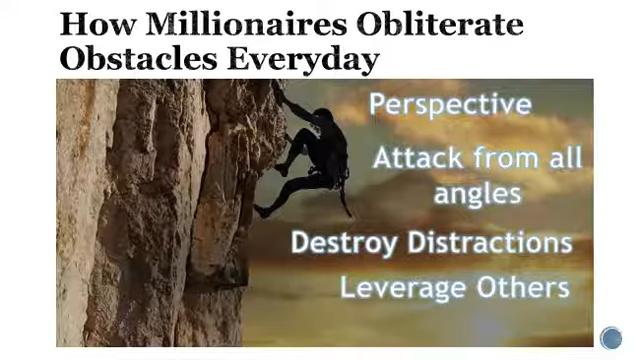 How Millionaires Obliterate
Obstacles Everyday
Perspective
Attack from all
angles
Destroy Distractions
Leverage Others